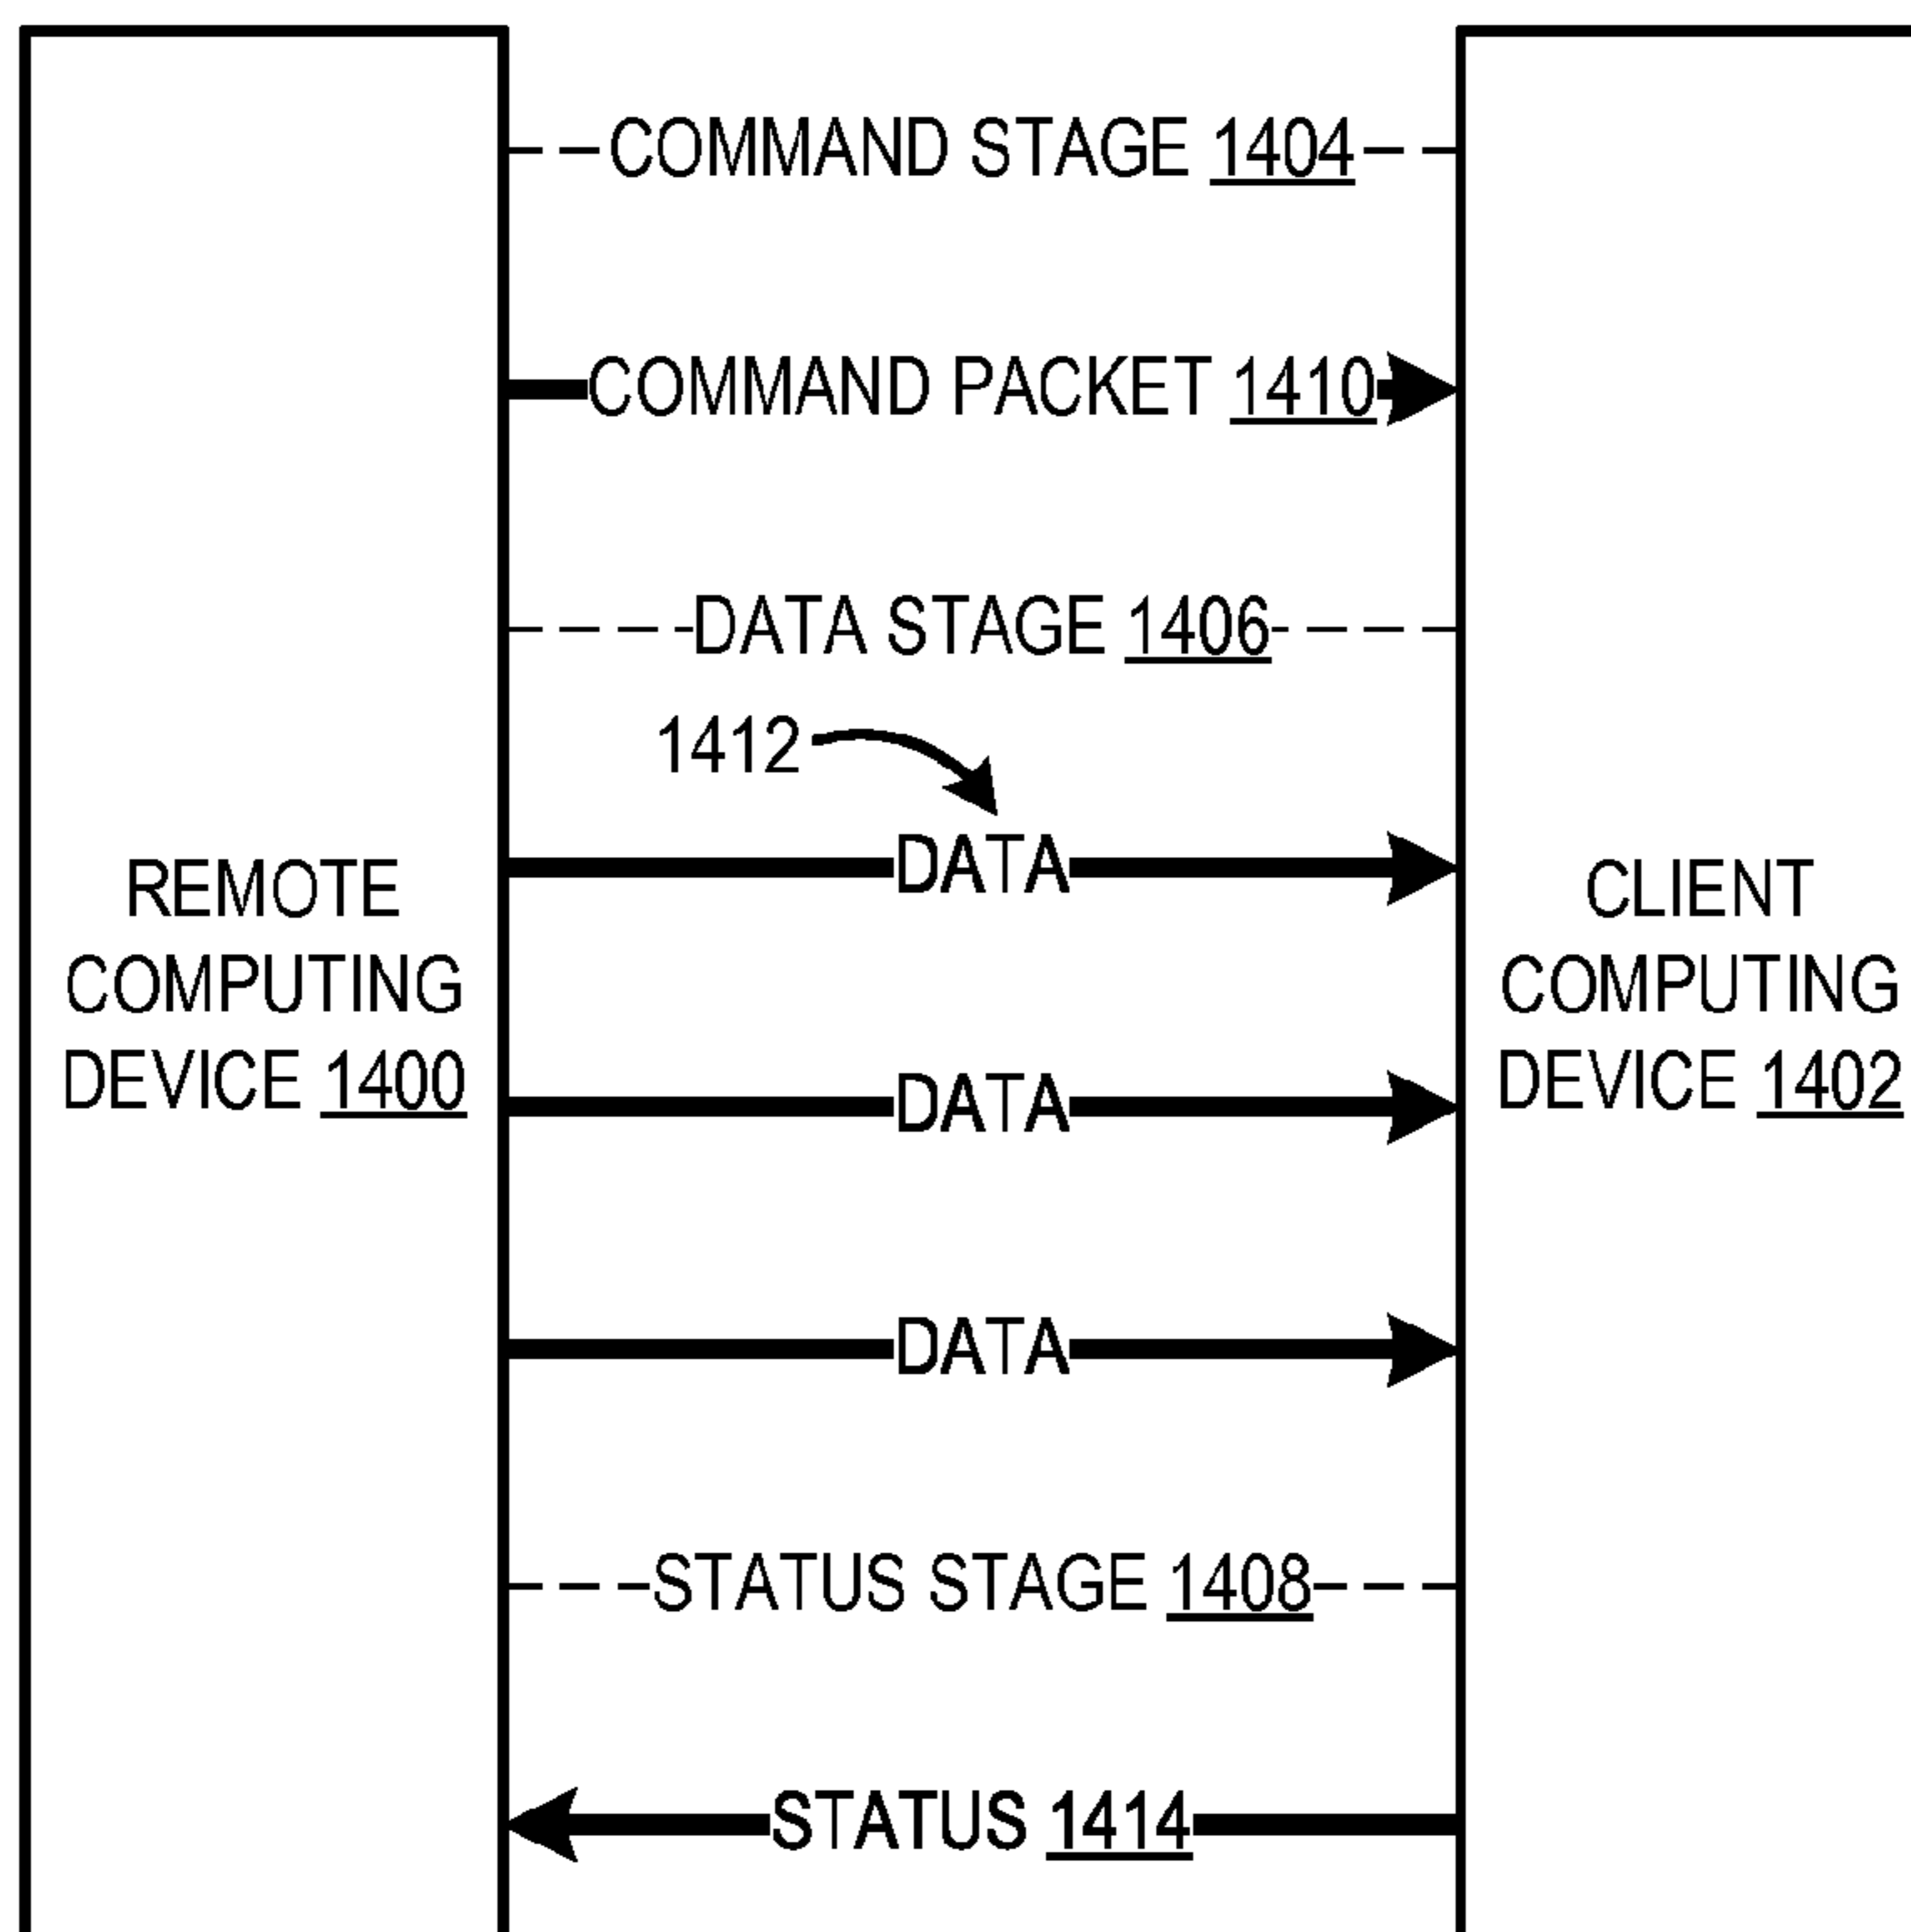 COMMAND STAGE 1404
COMMAND PACKET 1410
DATA STAGE 1406
1412
DATA
REMOTE
COMPUTING
DEVICE 1400
CLIENT
COMPUTING
DEVICE 1402
DATA
DATA
STATUS STAGE 1408
STATUS 1414